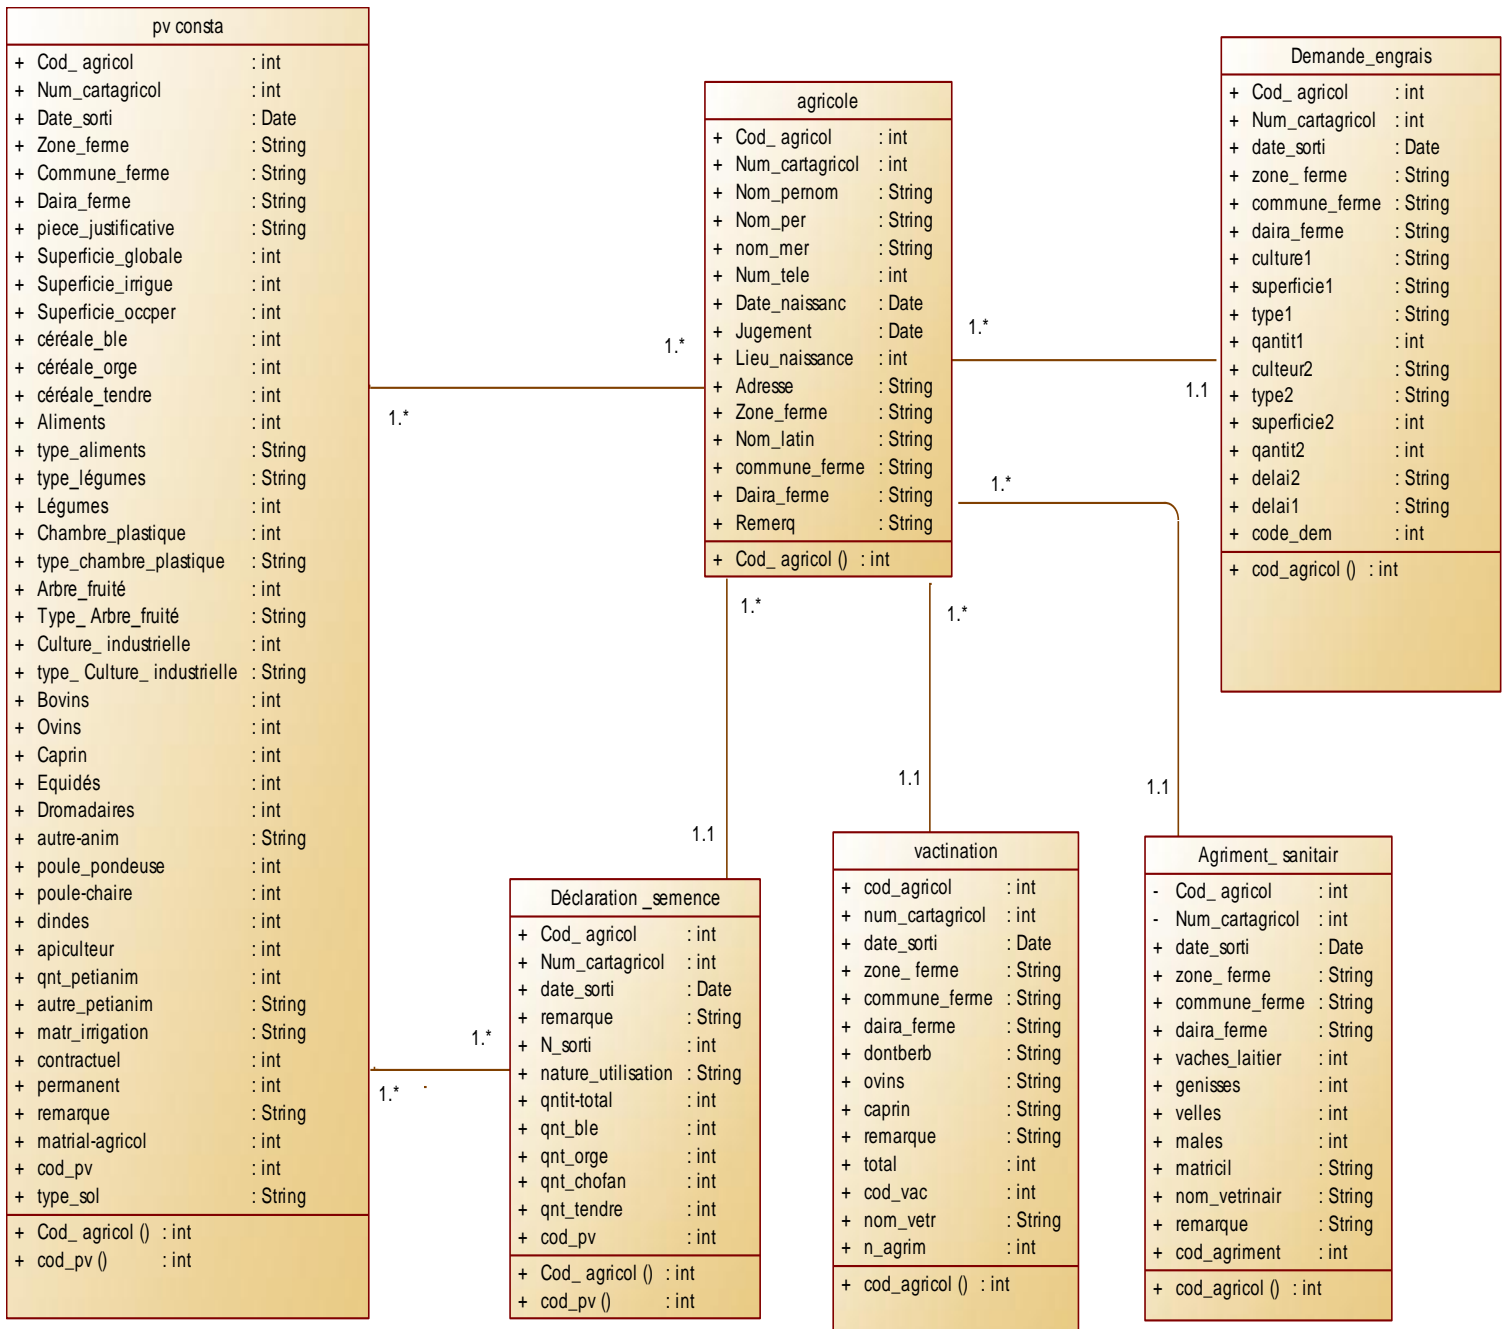 pv consta
+ Cod_ agricol : int
+ Num_cartagricol : int
+ Date_sorti : Date
+ Zone_ferme : String
+ Commune_ferme : String
+ Daira_ferme : String
+ piece_justificative : String
+ Superficie_globale : int
+ Superficie_irrigue : int
+ Superficie_occper : int
+ céréale_ble : int
+ céréale_orge : int
+ céréale_tendre : int
+ Aliments : int
+ type_aliments : String
+ type_légumes : String
+ Légumes : int
+ Chambre_plastique : int
+ type_chambre_plastique : String
+ Arbre_fruité : int
+ Type_ Arbre_fruité : String
+ Culture_ industrielle : int
+ type_ Culture_ industrielle : String
+ Bovins : int
+ Ovins : int
+ Caprin : int
+ Equidés : int
+ Dromadaires : int
+ autre-anim : String
+ poule_pondeuse : int
+ poule-chaire : int
+ dindes : int
+ apiculteur : int
+ qnt_petianim : int
+ autre_petianim : String
+ matr_irrigation : String
+ contractuel : int
+ permanent : int
+ remarque : String
+ matrial-agricol : int
+ cod_pv : int
+ type_sol : String
+ Cod_ agricol () : int
+ cod_pv () : int
1.*
1.*
agricole
+ Cod_ agricol : int
+ Num_cartagricol : int
+ Nom_pernom : String
+ Nom_per : String
+ nom_mer : String
+ Num_tele : int
+ Date_naissanc : Date
+ Jugement : Date
+ Lieu_naissance : int
+ Adresse : String
+ Zone_ferme : String
+ Nom_latin : String
+ commune_ferme : String
+ Daira_ferme : String
+ Remerq : String
+ Cod_ agricol () : int
1.*
1.1
Demande_engrais
+ Cod_ agricol : int
+ Num_cartagricol : int
+ date_sorti : Date
+ zone_ ferme : String
+ commune_ferme : String
+ daira_ferme : String
+ culture1 : String
+ superficie1 : String
+ type1 : String
+ qantit1 : int
+ culteur2 : String
+ type2 : String
+ superficie2 : int
+ qantit2 : int
+ delai2 : String
+ delai1 : String
+ code_dem : int
+ cod_agricol () : int
1.*
1.*
1.*
1.1
1.1
1.1
1.*
1.*
Déclaration _semence
+ Cod_ agricol : int
+ Num_cartagricol : int
+ date_sorti : Date
+ remarque : String
+ N_sorti : int
+ nature_utilisation : String
+ qntit-total : int
+ qnt_ble : int
+ qnt_orge : int
+ qnt_chofan : int
+ qnt_tendre : int
+ cod_pv : int
+ Cod_ agricol () : int
+ cod_pv () : int
vactination
+ cod_agricol : int
+ num_cartagricol : int
+ date_sorti : Date
+ zone_ ferme : String
+ commune_ferme : String
+ daira_ferme : String
+ dontberb : String
+ ovins : String
+ caprin : String
+ remarque : String
+ total : int
+ cod_vac : int
+ nom_vetr : String
+ n_agrim : int
+ cod_agricol () : int
Agriment_ sanitair
- Cod_ agricol : int
- Num_cartagricol : int
+ date_sorti : Date
+ zone_ ferme : String
+ commune_ferme : String
+ daira_ferme : String
+ vaches_laitier : int
+ genisses : int
+ velles : int
+ males : int
+ matricil : String
+ nom_vetrinair : String
+ remarque : String
+ cod_agriment : int
+ cod_agricol () : int